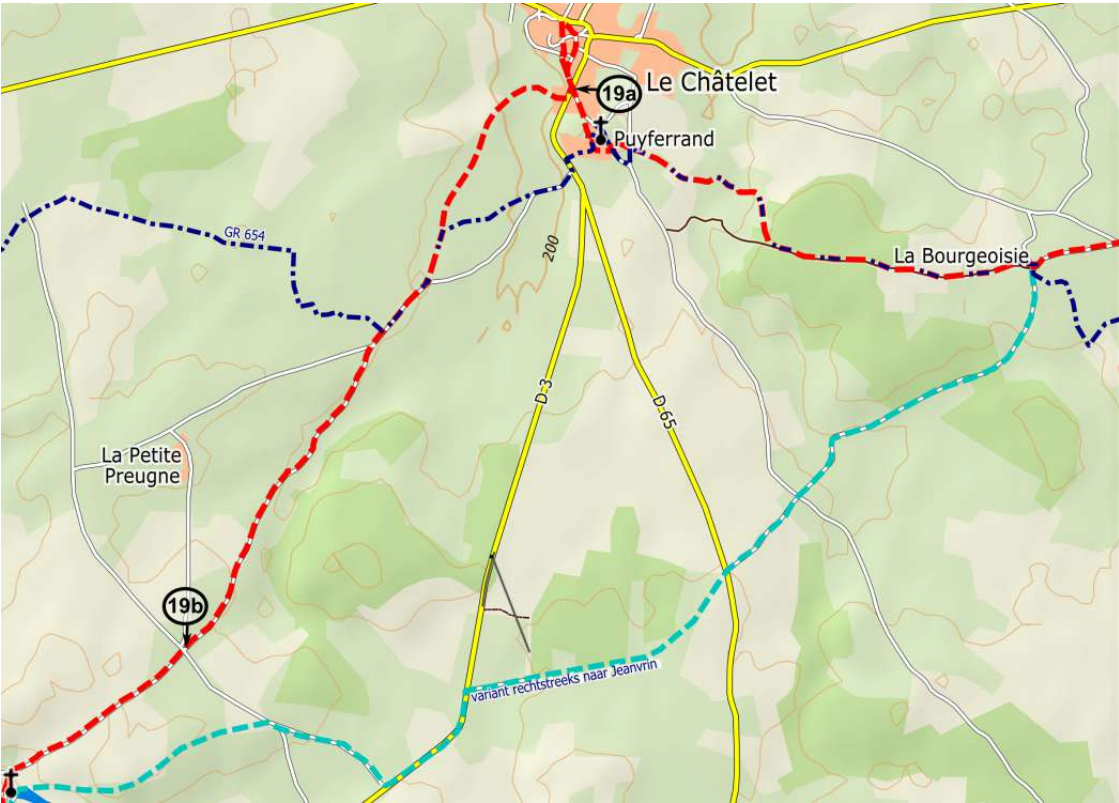 19a
Le Châtelet
Puyferrand
GR 654
200
La Bourgeoisie
D-3
D-65
La Petite
Preugne
19b
variant rechtstreeks naar Jeanvrin